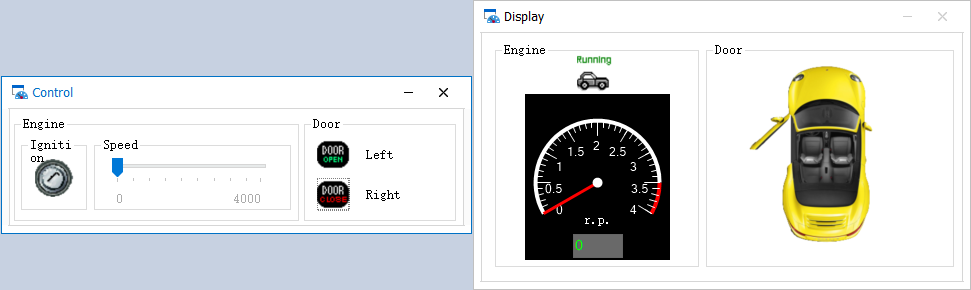 Control
Engine
Igniti
on
Speed
0
4000
Door
DOOR
OPEN
Left
DOOR
CLOSE
Right
Display
Engine
Running
0
0.5
1
1.5
2
2.5
3
3.5
4
r.p.
0
Door